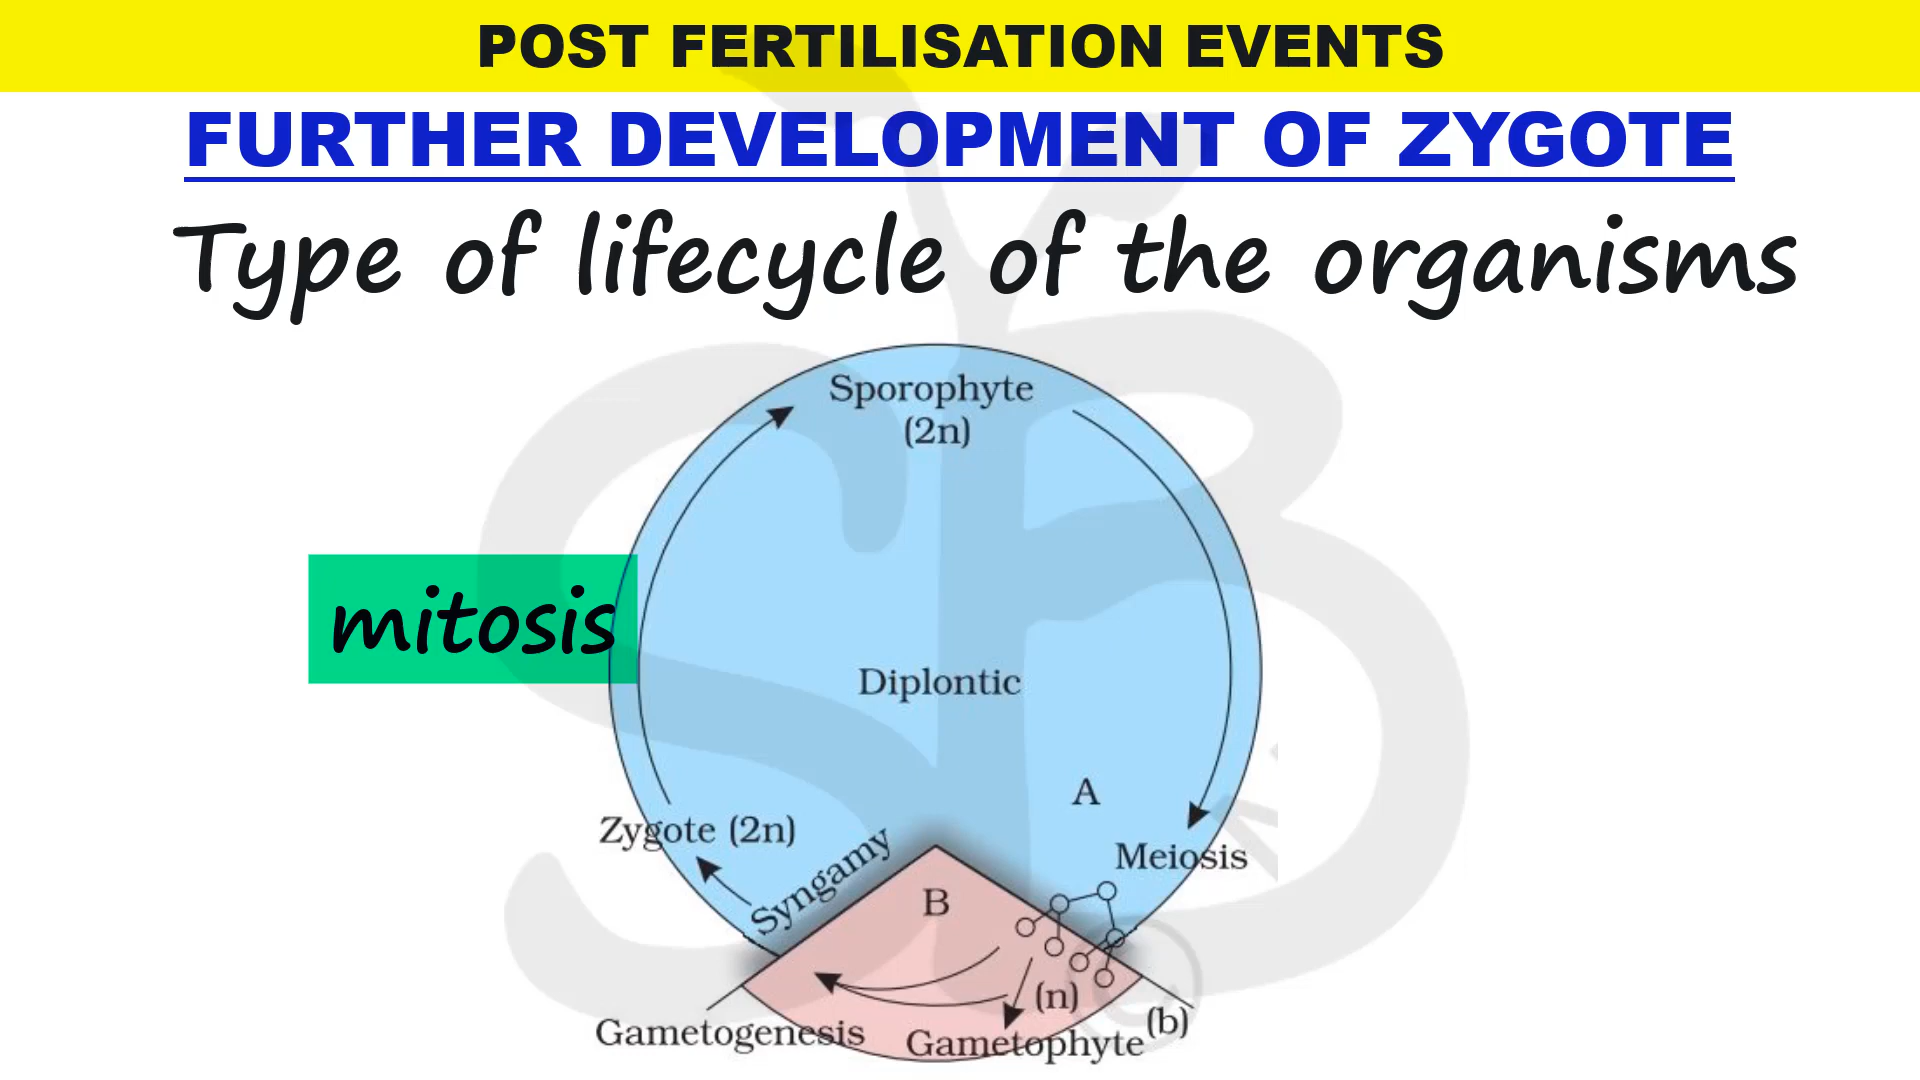 POST FERTILISATION EVENTS
FURTHER DEVELOPMENT OF ZYGOTE
Type of lifecycle of the organisms
Sporophyte
(2n)
mitosis
Diplontic
A
Zygote (2n)
Syngamy
Meiosis
B
(n)
(b)
Gametogenesis
Gametophyte
SB